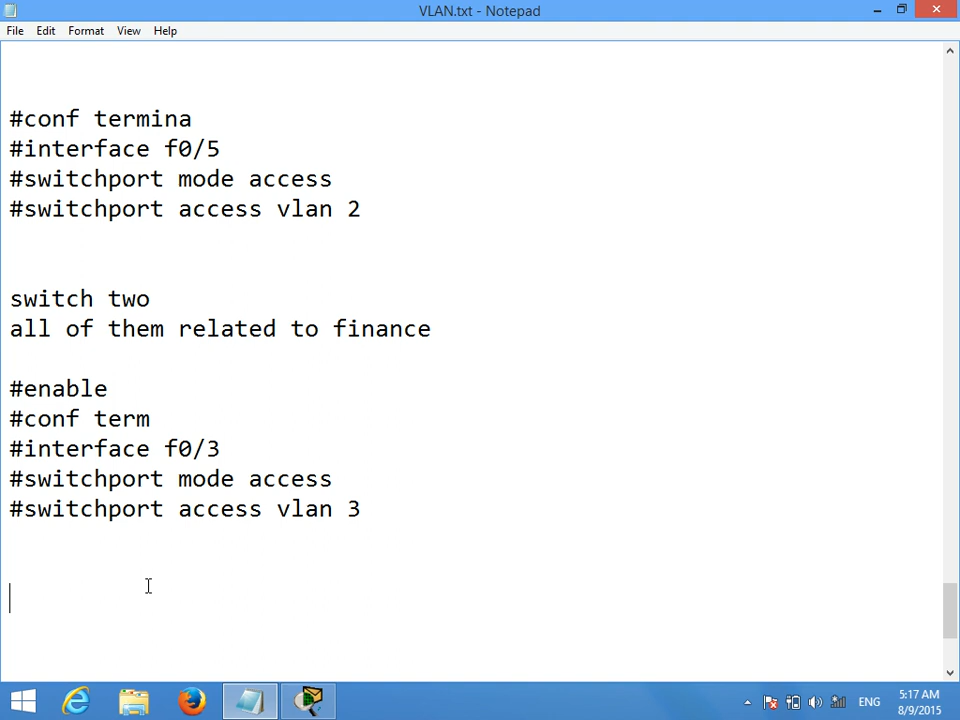 VLAN.txt - Notepad
File Edit Format View Help
#conf termina
#interface f0/5
#switchport mode access
#switchport access vlan 2
switch two
all of them related to finance
#enable
#conf term
#interface f0/3
#switchport mode access
#switchport access vlan 3
ENG
5:17 AM
8/9/2015